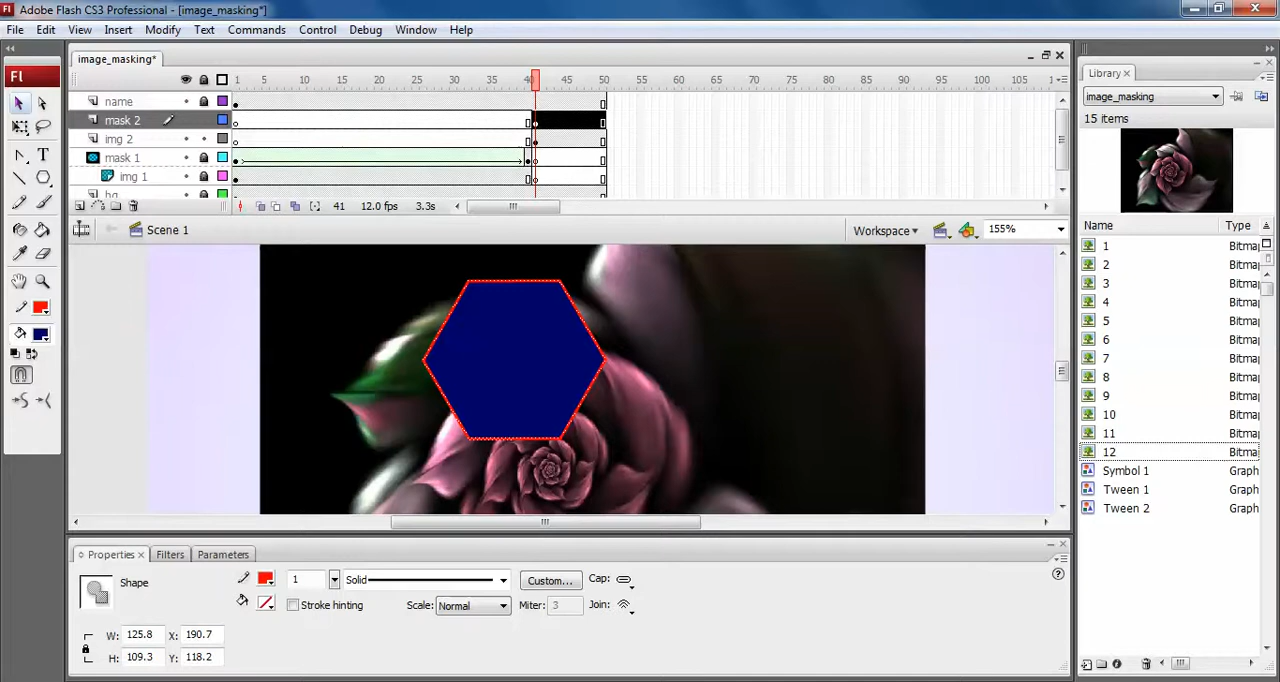 Fl Adobe Flash CS3 Professional - [image_masking*]
File Edit View Insert Modify Text Commands Control Debug Window Help
image_masking*
1 5 10 15 20 25 30 35 40 45 50 55 60 65 70 75 80 85 90 95 100 105 1
name
mask 2
img 2
mask 1
img 1
bg
41 12.0 fps 3.3s
Scene 1
Workspace 155%
Fl
Library
image_masking
15 items
Name Type
1 Bitma
2 Bitma
3 Bitma
4 Bitma
5 Bitma
6 Bitma
7 Bitma
8 Bitma
9 Bitma
10 Bitma
11 Bitma
12 Bitma
Symbol 1 Graph
Tween 1 Graph
Tween 2 Graph
Properties Filters Parameters
Shape
1 Solid Custom... Cap:
Stroke hinting Scale: Normal Miter: 3 Join:
W: 125.8 X: 190.7
H: 109.3 Y: 118.2